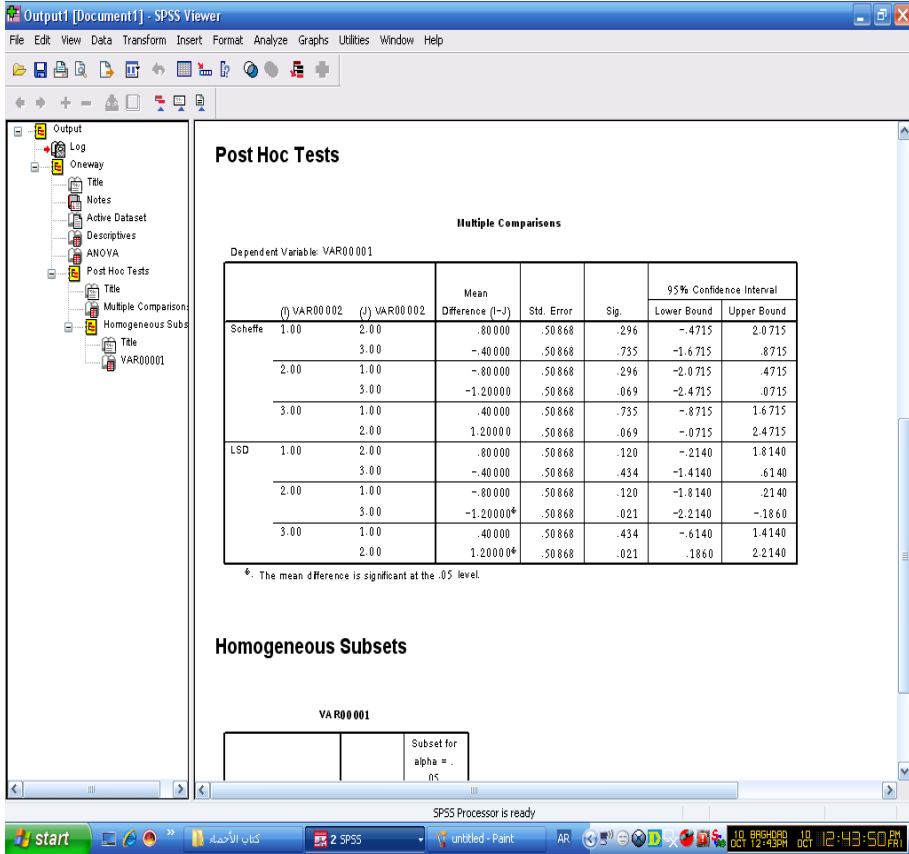 Output1 [Document1] - SPSS Viewer
File Edit View Data Transform Insert Format Analyze Graphs Utilities Window Help
Output
Log
Oneway
Title
Notes
Active Dataset
Descriptives
ANOVA
Post Hoc Tests
Title
Multiple Comparison:
Homogeneous Subs
Title
VAR00001
Post Hoc Tests
Multiple Comparisons
Dependent Variable: VAR00001
95% Confidence Interval
(I) VAR00002 (J) VAR00002 Mean Difference (I-J) Std. Error Sig. Lower Bound Upper Bound
Scheffe 1.00 2.00 .80000 .50868 .296 -.4715 2.0715
3.00 -.40000 .50868 .735 -1.6715 .8715
2.00 1.00 -.80000 .50868 .296 -2.0715 .4715
3.00 -1.20000 .50868 .069 -2.4715 .0715
3.00 1.00 .40000 .50868 .735 -.8715 1.6715
2.00 1.20000 .50868 .069 -.0715 2.4715
LSD 1.00 2.00 .80000 .50868 .120 -.2140 1.8140
3.00 -.40000 .50868 .434 -1.4140 .6140
2.00 1.00 -.80000 .50868 .120 -1.8140 .2140
3.00 -1.20000* .50868 .021 -2.2140 -.1860
3.00 1.00 .40000 .50868 .434 -.6140 1.4140
2.00 1.20000* .50868 .021 .1860 2.2140
*. The mean difference is significant at the .05 level.
Homogeneous Subsets
VAR00001
Subset for
alpha = .
05
SPSS Processor is ready
start
كتاب الأحصاء
2 SPSS
untitled - Paint
AR
10 BAGHDAD
OCT 12:43PM
10 OCT 12:43:50 PM FRI